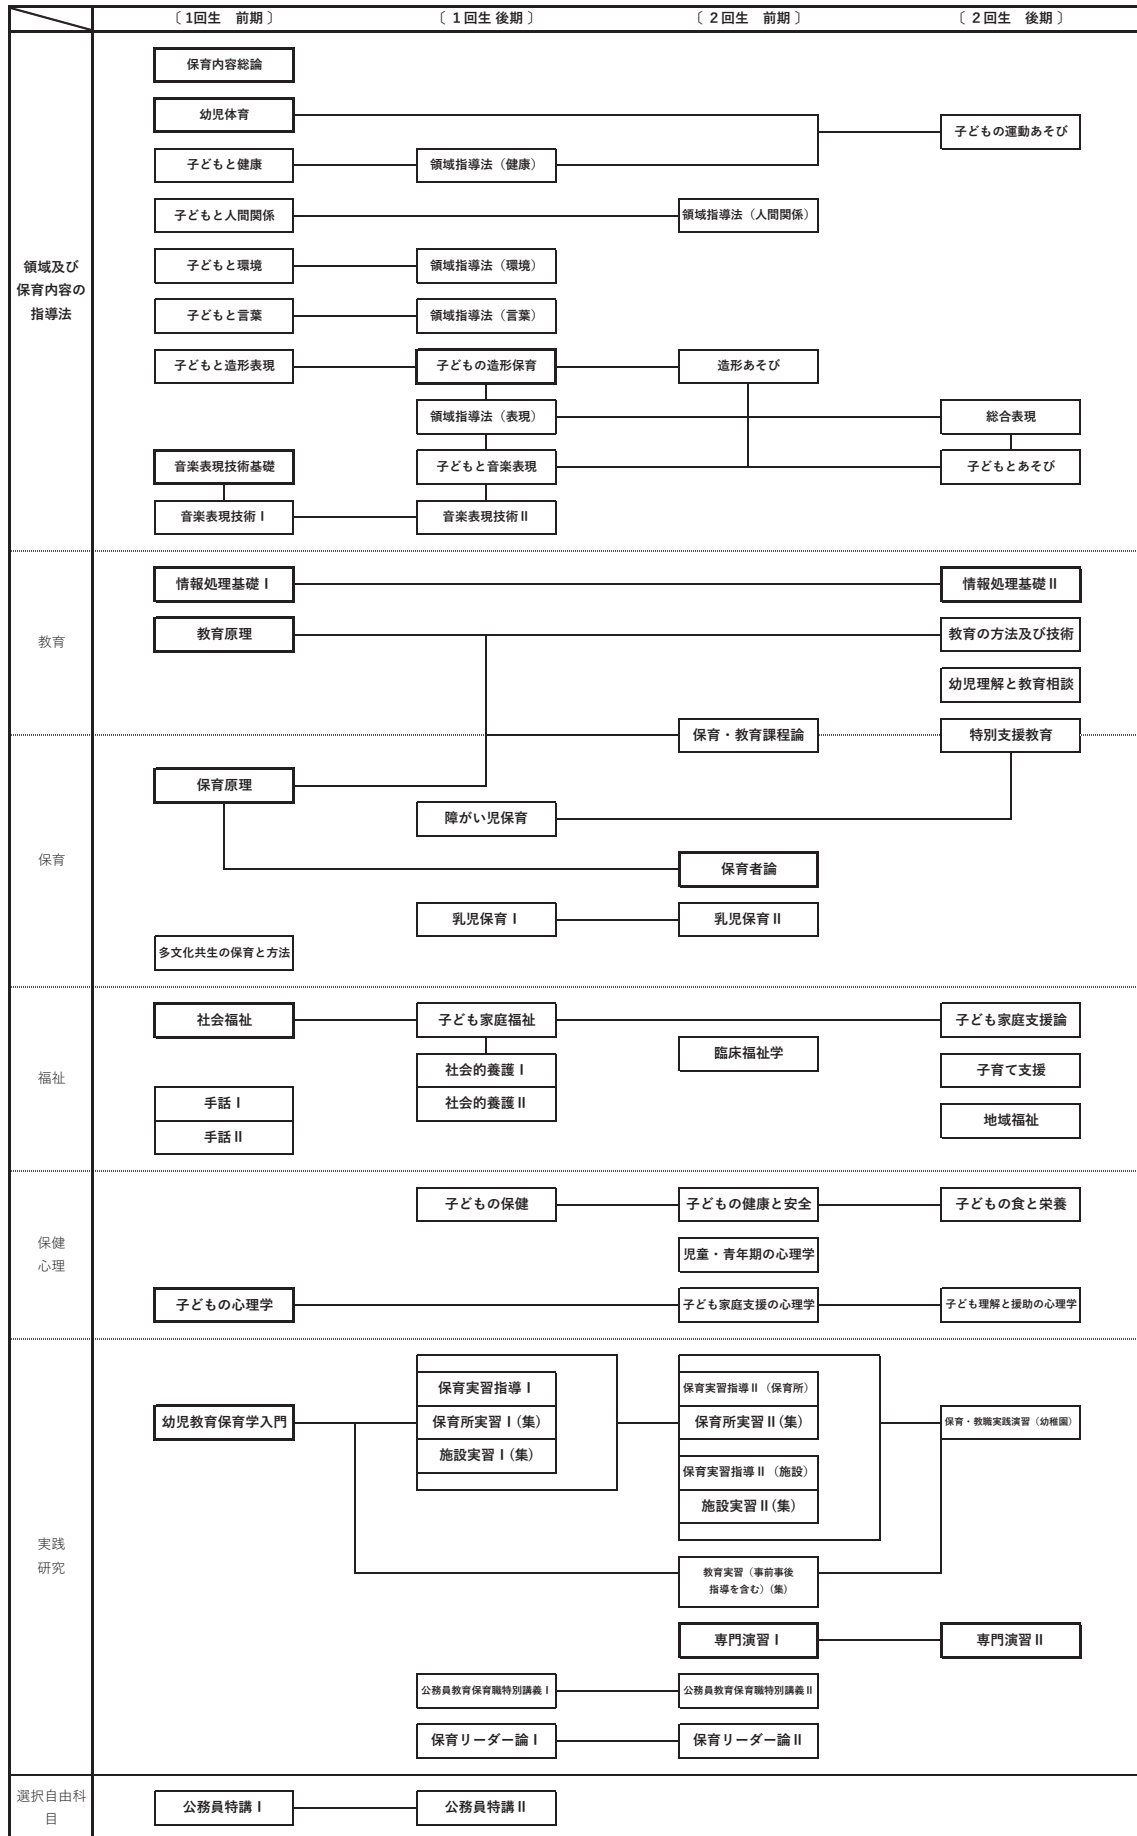 〔 1回生　前期 〕
〔 １回生 後期 〕
〔 ２回生　前期 〕
〔 ２回生　後期 〕
領域及び
保育内容の
指導法
保育内容総論
幼児体育
子どもの運動あそび
子どもと健康
領域指導法（健康）
子どもと人間関係
領域指導法（人間関係）
子どもと環境
領域指導法（環境）
子どもと言葉
領域指導法（言葉）
子どもと造形表現
子どもの造形保育
造形あそび
領域指導法（表現）
総合表現
音楽表現技術基礎
子どもと音楽表現
子どもとあそび
音楽表現技術Ⅰ
音楽表現技術Ⅱ
教育
情報処理基礎Ⅰ
情報処理基礎Ⅱ
教育原理
教育の方法及び技術
幼児理解と教育相談
保育・教育課程論
特別支援教育
保育
保育原理
障がい児保育
保育者論
乳児保育Ⅰ
乳児保育Ⅱ
多文化共生の保育と方法
福祉
社会福祉
子ども家庭福祉
子ども家庭支援論
臨床福祉学
社会的養護Ⅰ
子育て支援
手話Ⅰ
社会的養護Ⅱ
地域福祉
手話Ⅱ
保健
心理
子どもの保健
子どもの健康と安全
子どもの食と栄養
児童・青年期の心理学
子どもの心理学
子ども家庭支援の心理学
子ども理解と援助の心理学
実践
研究
保育実習指導Ⅰ
保育実習指導Ⅱ（保育所）
幼児教育保育学入門
保育所実習Ⅰ(集)
保育所実習Ⅱ(集)
保育・教職実践演習（幼稚園）
施設実習Ⅰ(集)
保育実習指導Ⅱ（施設）
施設実習Ⅱ(集)
教育実習（事前事後
指導を含む）(集)
専門演習Ⅰ
専門演習Ⅱ
公務員教育保育職特別講義Ⅰ
公務員教育保育職特別講義Ⅱ
保育リーダー論Ⅰ
保育リーダー論Ⅱ
選択自由科
目
公務員特講Ⅰ
公務員特講Ⅱ